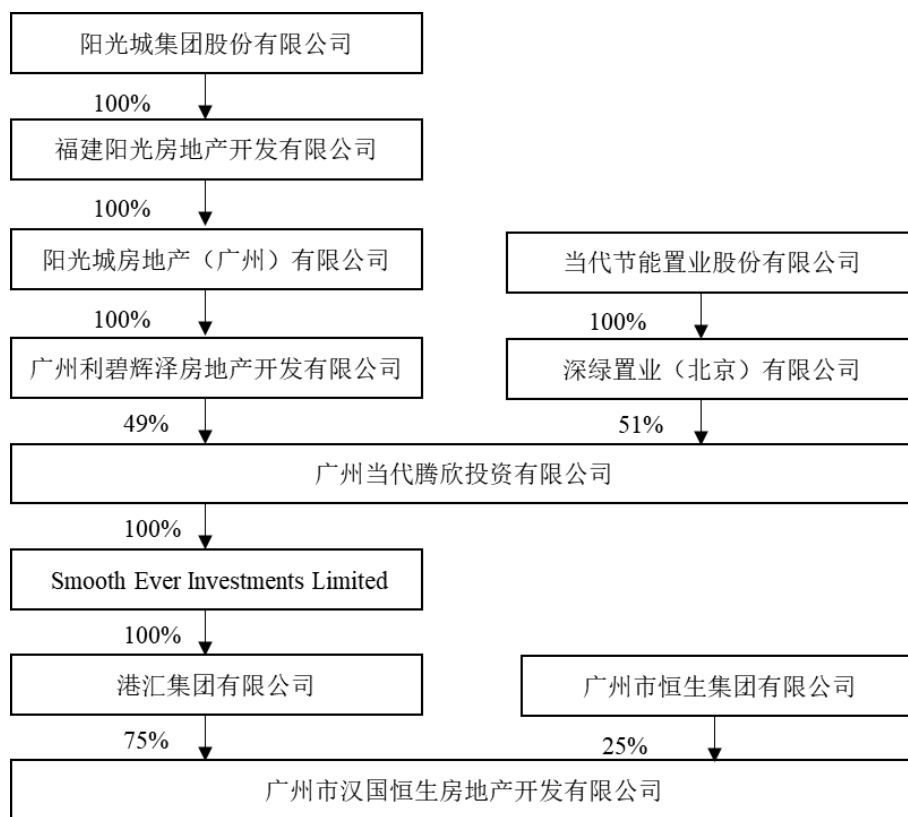 阳光城集团股份有限公司
100%
福建阳光房地产开发有限公司
100%
阳光城房地产（广州）有限公司
当代节能置业股份有限公司
100%
100%
广州利碧辉泽房地产开发有限公司
深绿置业（北京）有限公司
49%
51%
广州当代腾欣投资有限公司
100%
Smooth Ever Investments Limited
100%
港汇集团有限公司
广州市恒生集团有限公司
75%
25%
广州市汉国恒生房地产开发有限公司